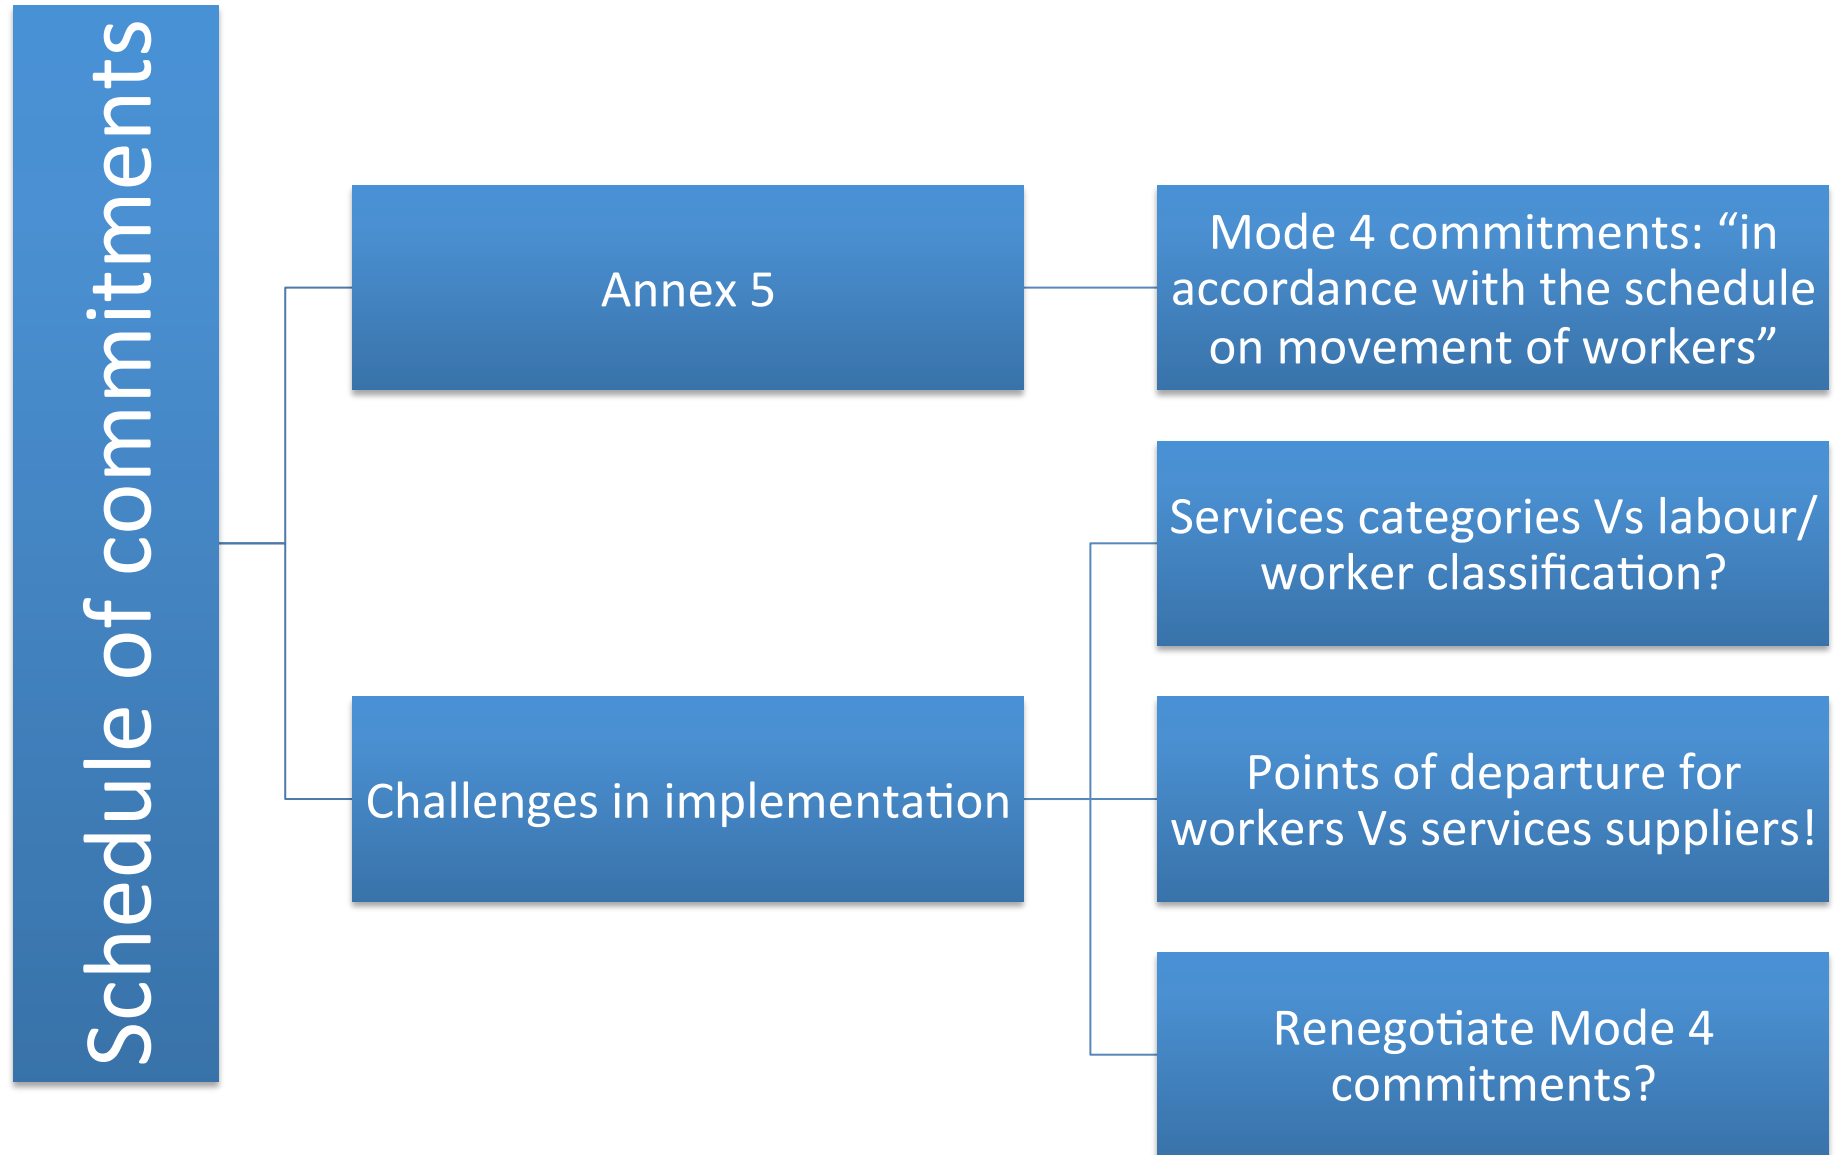 Schedule of commitments
Annex 5
Mode 4 commitments: “in
accordance with the schedule
on movement of workers”
Challenges in implementation
Services categories Vs labour/
worker classification?
Points of departure for
workers Vs services suppliers!
Renegotiate Mode 4
commitments?